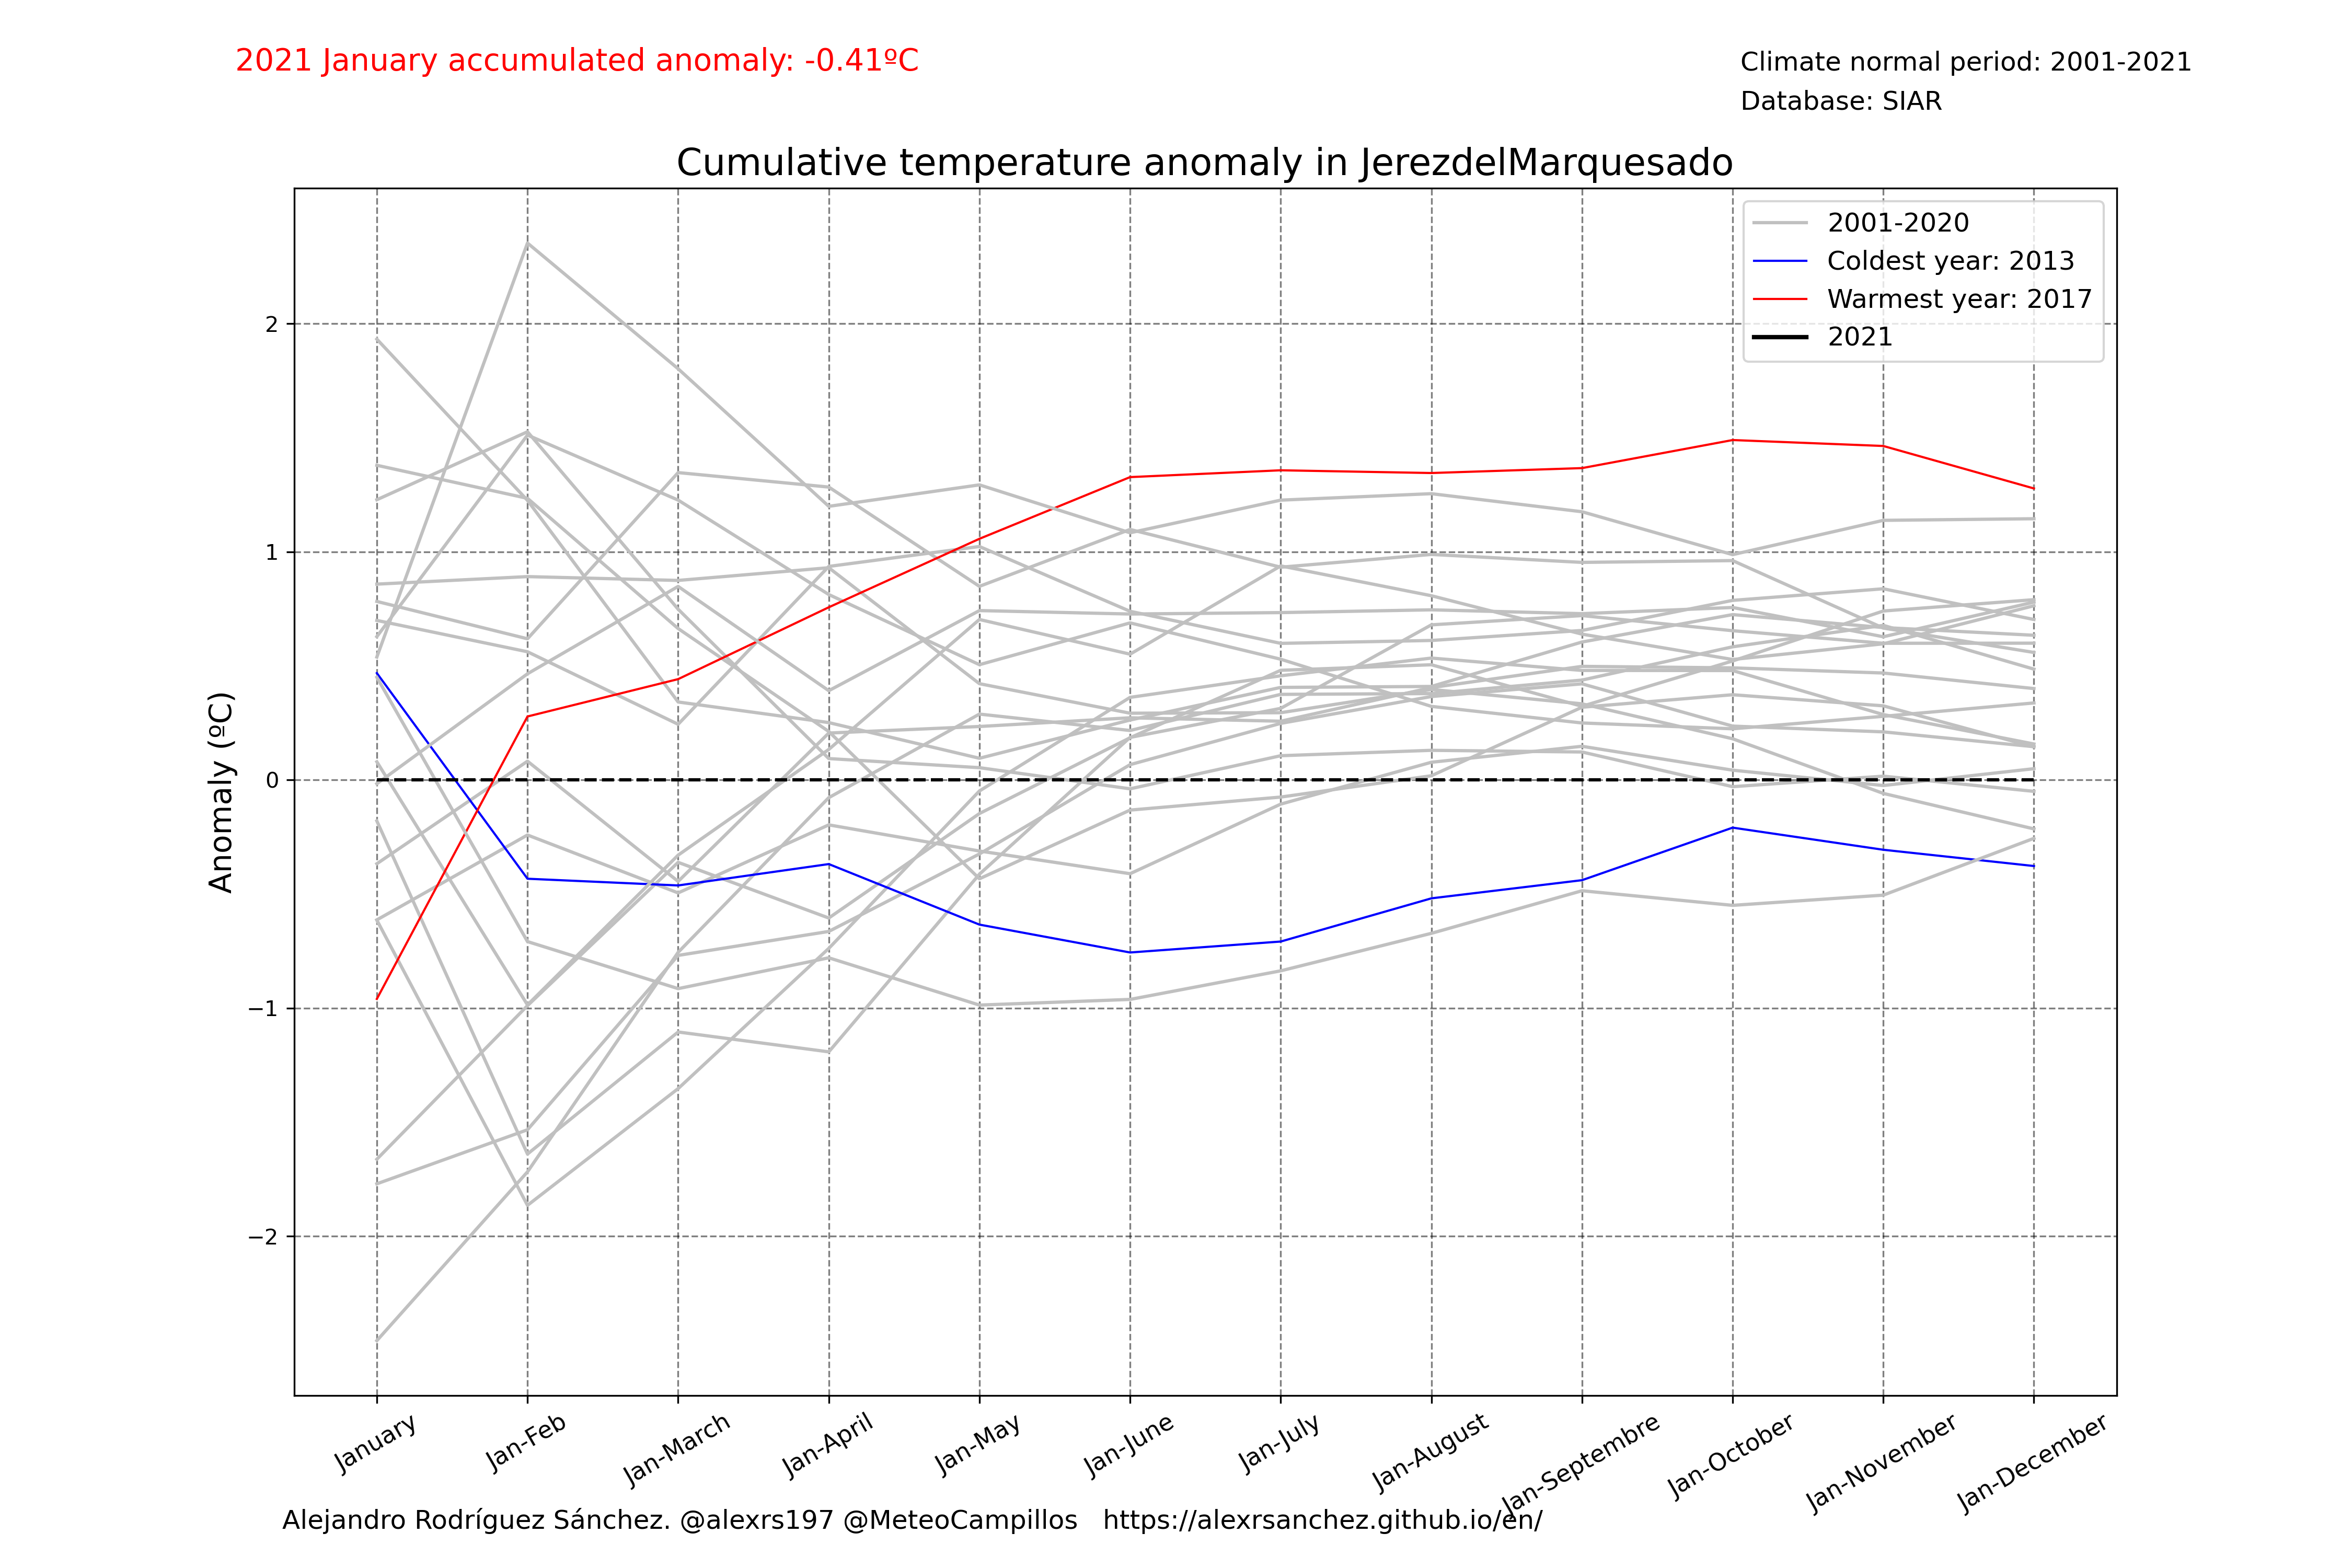 2021 January accumulated anomaly: -0.41ºC
Climate normal period: 2001-2021
Database: SIAR
Cumulative temperature anomaly in JerezdelMarquesado
2001-2020
Coldest year: 2013
Warmest year: 2017
2021
Anomaly (ºC)
2
1
0
−1
−2
January
Jan-Feb
Jan-March
Jan-April
Jan-May
Jan-June
Jan-July
Jan-August
Jan-Septembre
Jan-October
Jan-November
Jan-December
Alejandro Rodríguez Sánchez. @alexrs197 @MeteoCampillos https://alexrsanchez.github.io/en/